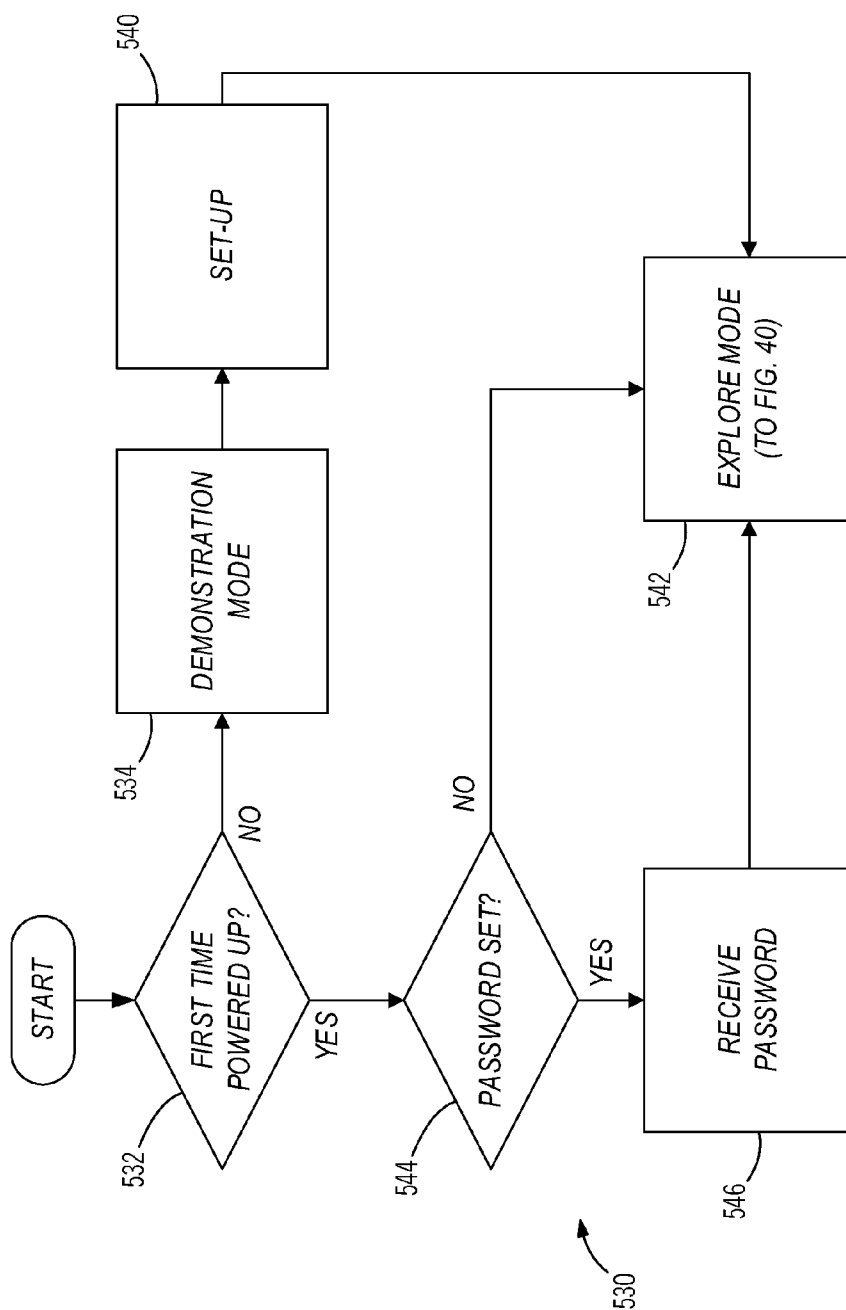 START
532
FIRST TIME
POWERED UP?
NO
YES
534
DEMONSTRATION
MODE
540
SET-UP
544
PASSWORD SET?
NO
YES
546
RECEIVE
PASSWORD
542
EXPLORE MODE
(TO FIG. 40)
530